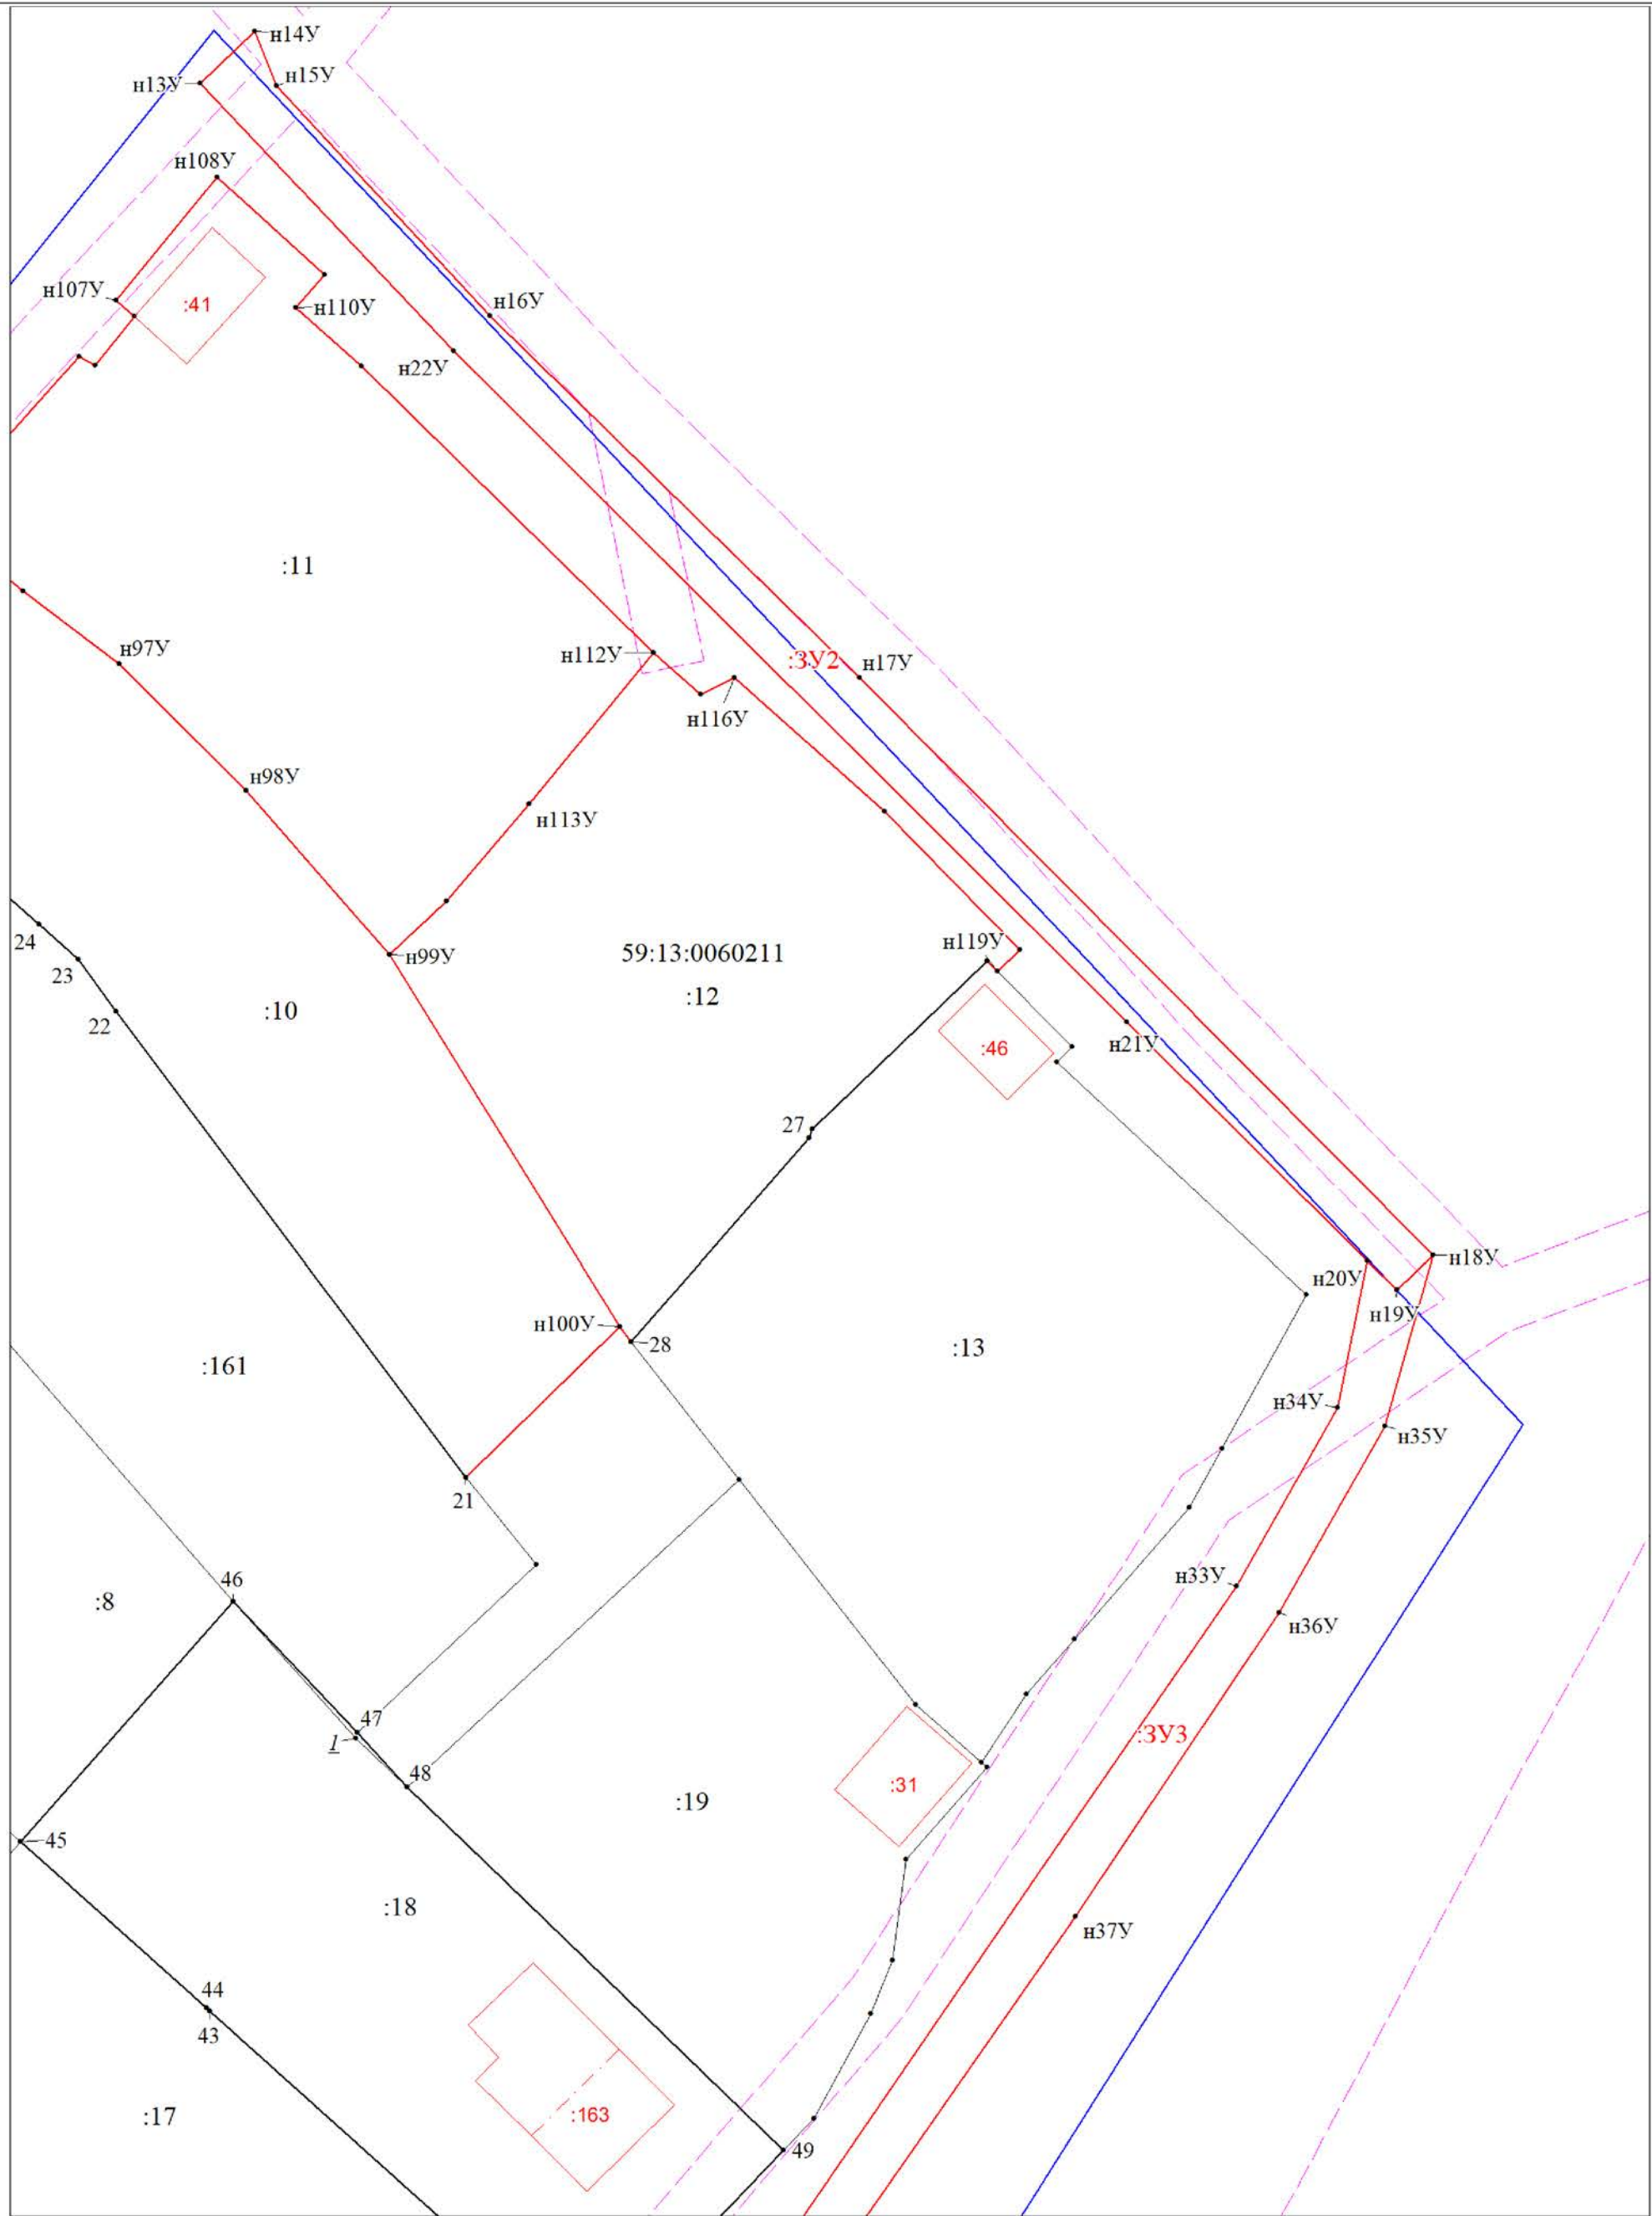 н14У
н15У
н13У
н108У
н107У
:41
н110У
н16У
н22У
:11
н97У
н112У
:ЗУ2
н17У
н116У
н98У
н113У
24
23
н99У
59:13:0060211
:12
н119У
22
:10
:46
н21У
27
н18У
н20У
н19У
н100У
28
:13
:161
н34У
н35У
21
46
:8
н33У
н36У
47
1
48
:ЗУ3
:31
:19
45
:18
н37У
44
43
:17
:163
49